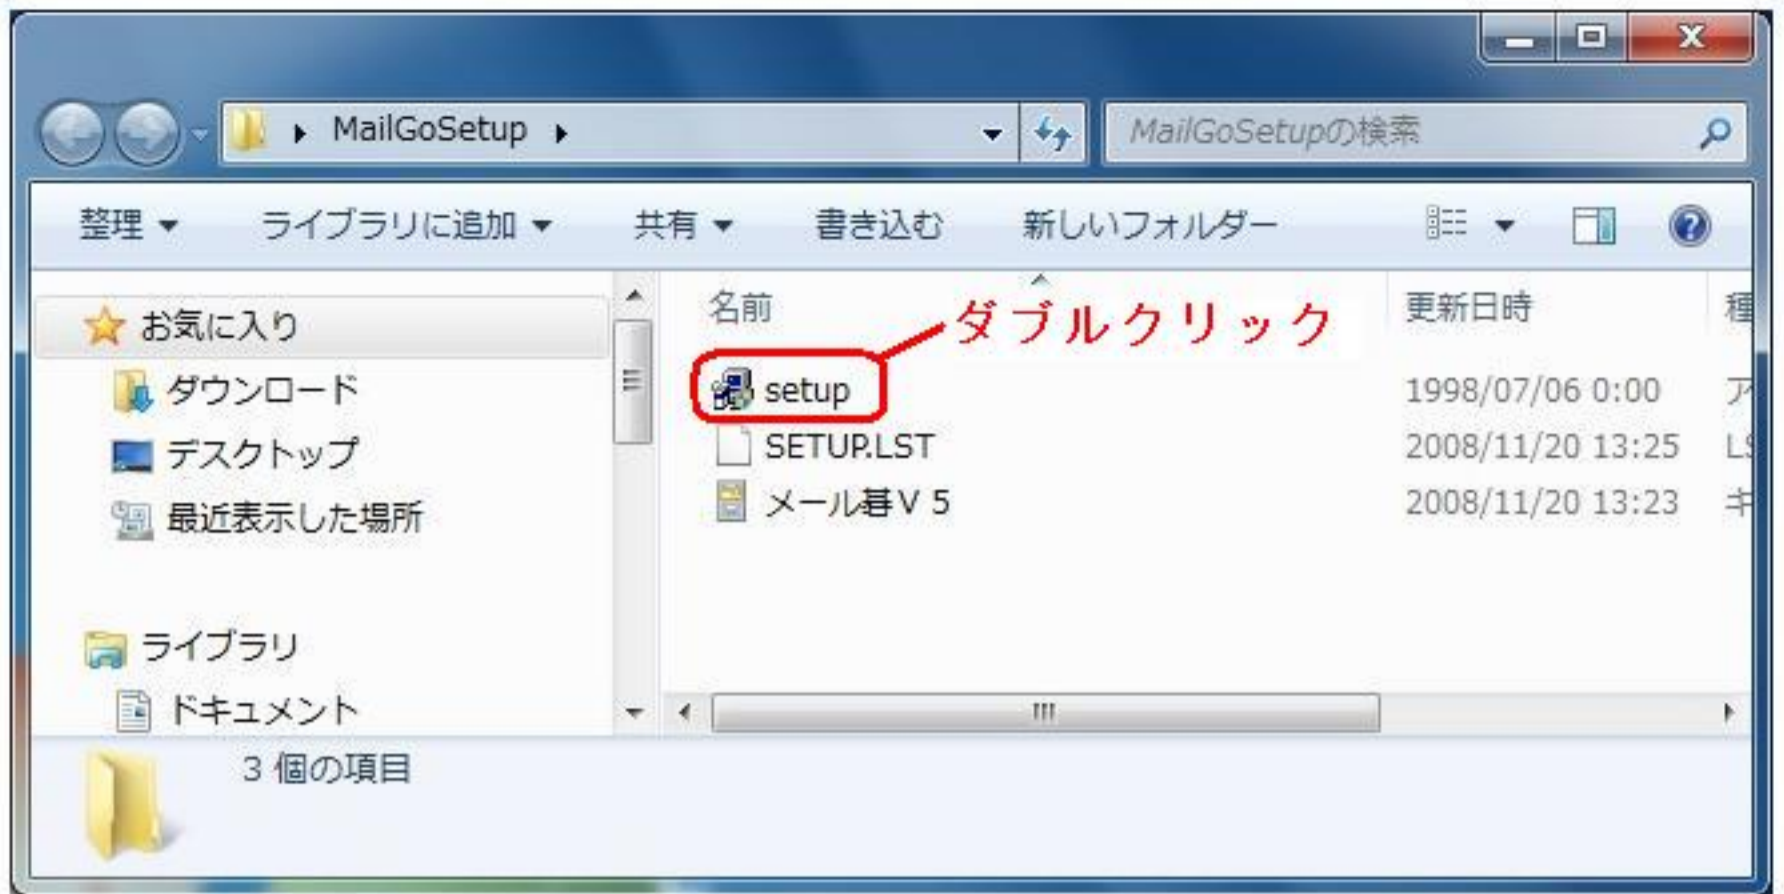 MailGoSetup
MailGoSetupの検索
整理 ライブラリに追加 共有 書き込む 新しいフォルダー
お気に入り
ダウンロード
デスクトップ
最近表示した場所
ライブラリ
ドキュメント
名前 更新日時 種
ダブルクリック
setup 1998/07/06 0:00 ア
SETUP.LST 2008/11/20 13:25 LS
メール碁V 5 2008/11/20 13:23 キ
3 個の項目